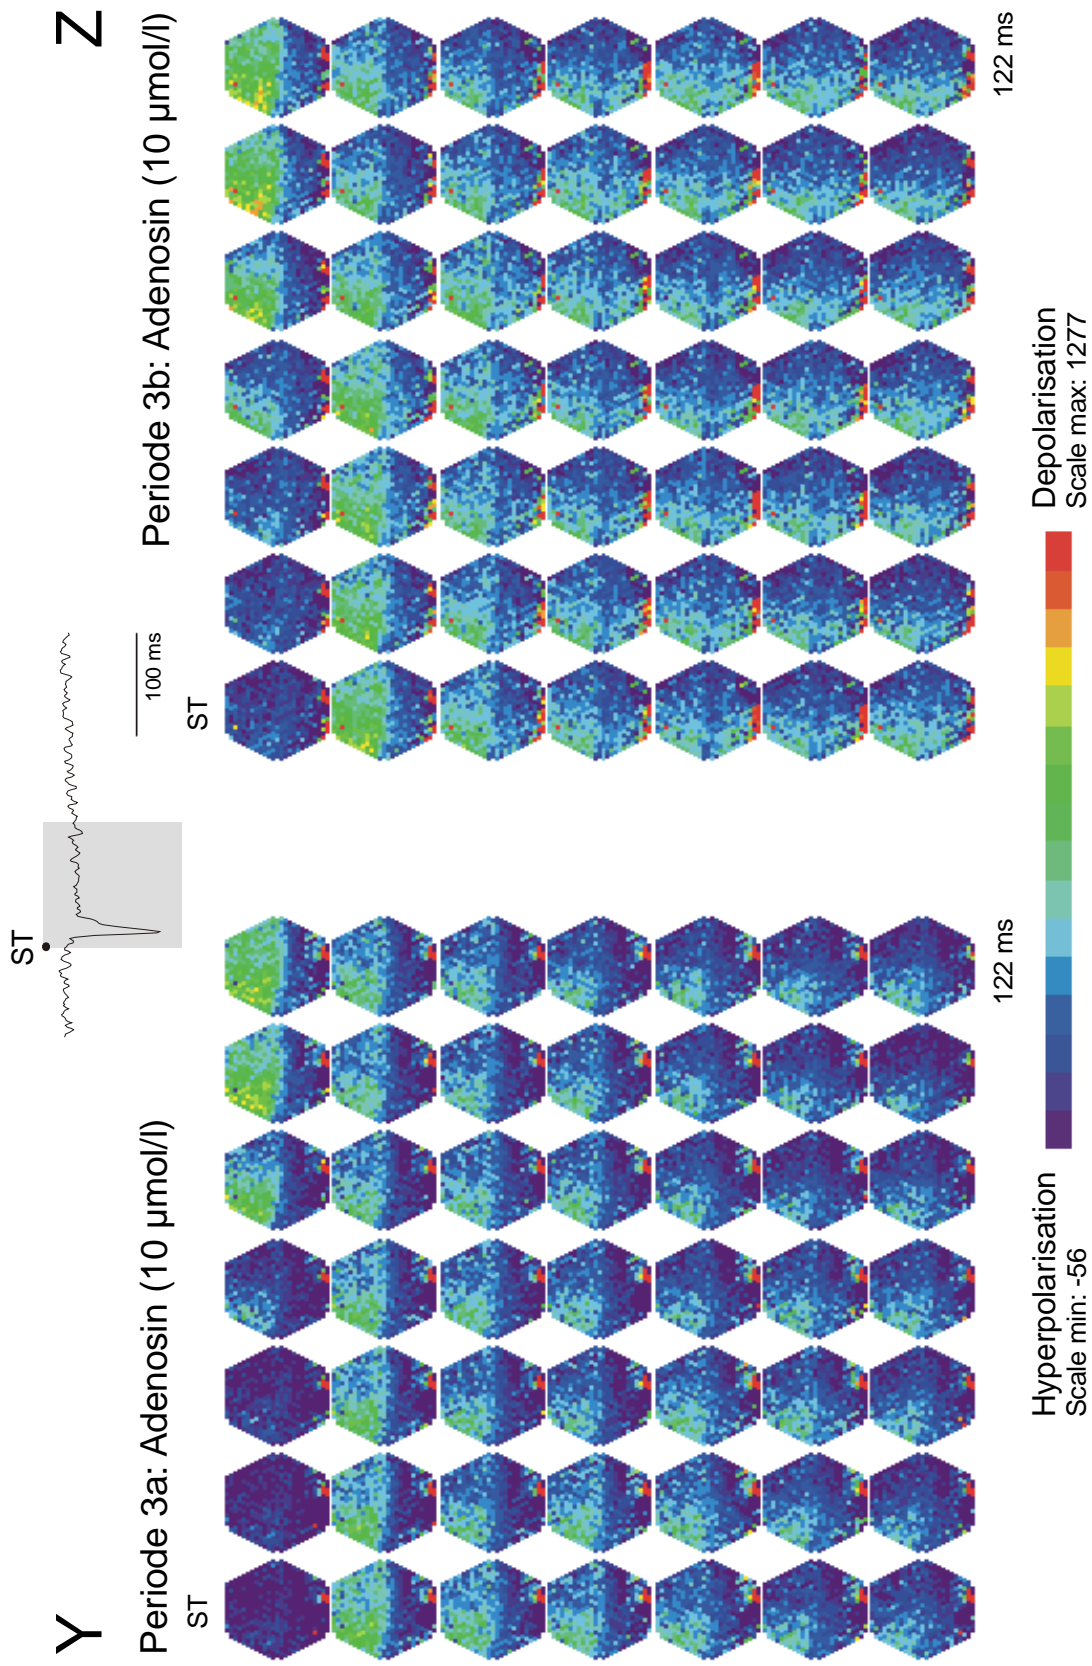 Y
Z
ST
100 ms
Periode 3a: Adenosin (10 µmol/l)
Periode 3b: Adenosin (10 µmol/l)
ST
ST
122 ms
122 ms
Hyperpolarisation
Scale min: -56
Depolarisation
Scale max: 1277